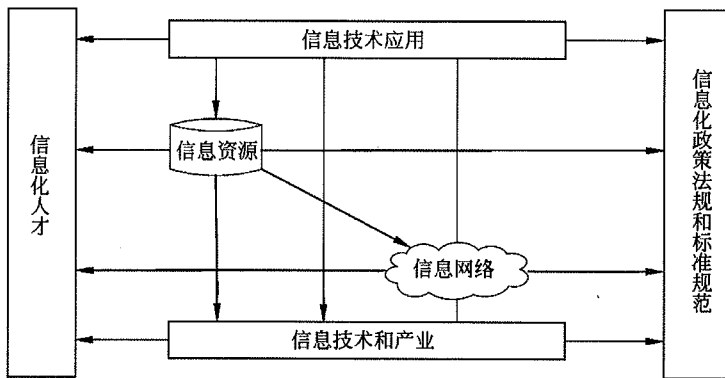 信息技术应用
信息化人才
信息资源
信息化政策法规和标准规范
信息网络
信息技术和产业